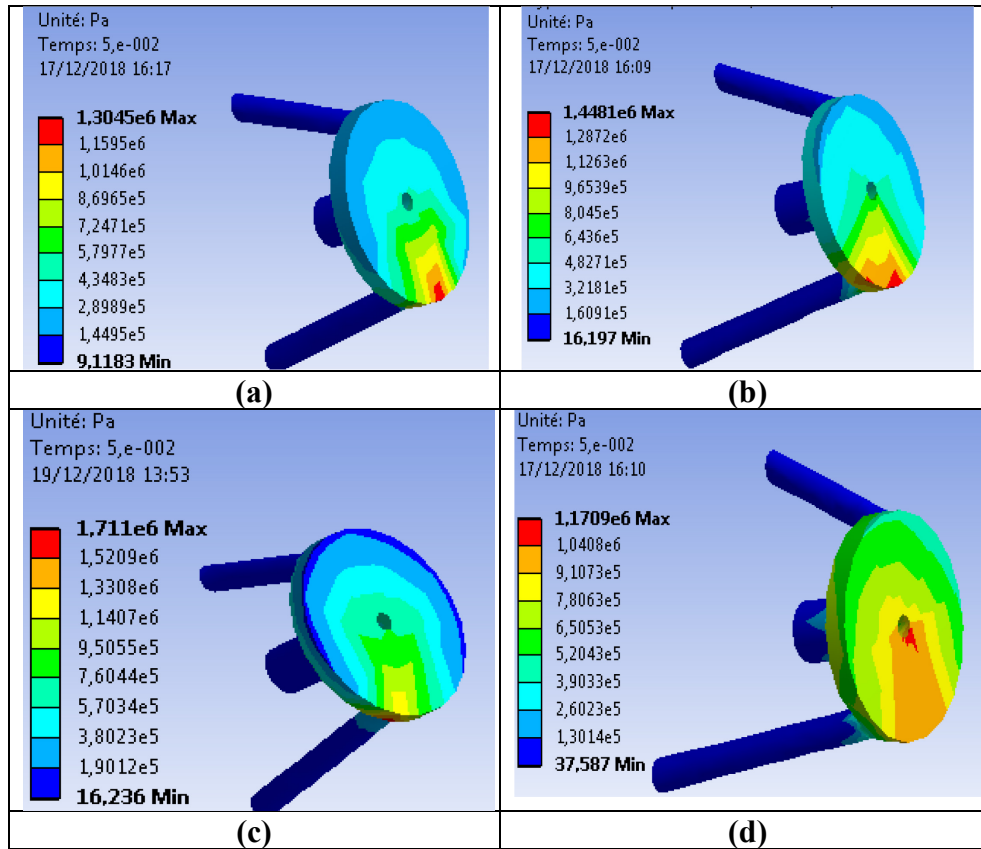 Unité: Pa
Temps: 5,e-002
17/12/2018 16:17
1,3045e6 Max
1,1595e6
1,0146e6
8,6965e5
7,2471e5
5,7977e5
4,3483e5
2,8989e5
1,4495e5
9,1183 Min
(a)
Unité: Pa
Temps: 5,e-002
17/12/2018 16:09
1,4481e6 Max
1,2872e6
1,1263e6
9,6539e5
8,045e5
6,436e5
4,8271e5
3,2181e5
1,6091e5
16,197 Min
(b)
Unité: Pa
Temps: 5,e-002
19/12/2018 13:53
1,711e6 Max
1,5209e6
1,3308e6
1,1407e6
9,5055e5
7,6044e5
5,7034e5
3,8023e5
1,9012e5
16,236 Min
(c)
Unité: Pa
Temps: 5,e-002
17/12/2018 16:10
1,1709e6 Max
1,0408e6
9,1073e5
7,8063e5
6,5053e5
5,2043e5
3,9033e5
2,6023e5
1,3014e5
37,587 Min
(d)